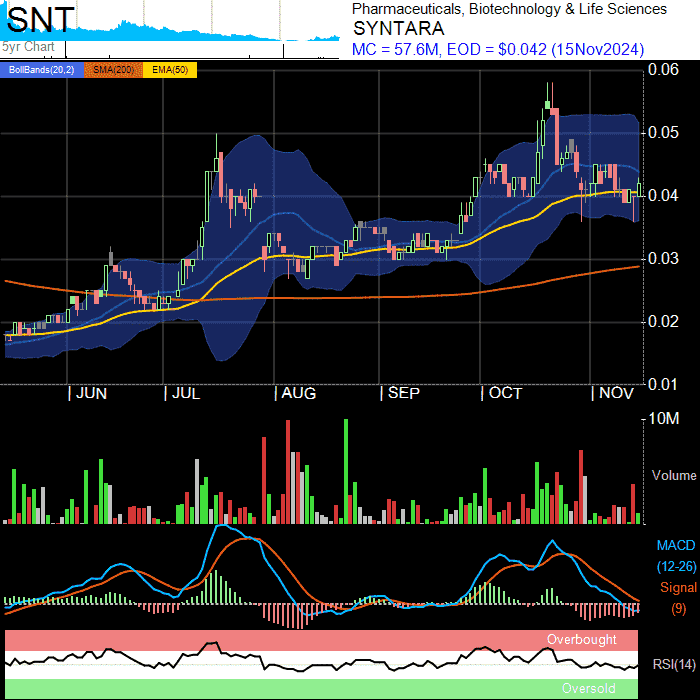 SNT
5yr Chart
Pharmaceuticals, Biotechnology & Life Sciences
SYNTARA
MC = 57.6M, EOD = $0.042 (15Nov2024)
BollBands(20,2) SMA(200) EMA(50)
0.06
0.05
0.04
0.03
0.02
0.01
JUN JUL AUG SEP OCT NOV
10M
Volume
MACD
(12-26)
Signal
(9)
Overbought
RSI(14)
Oversold